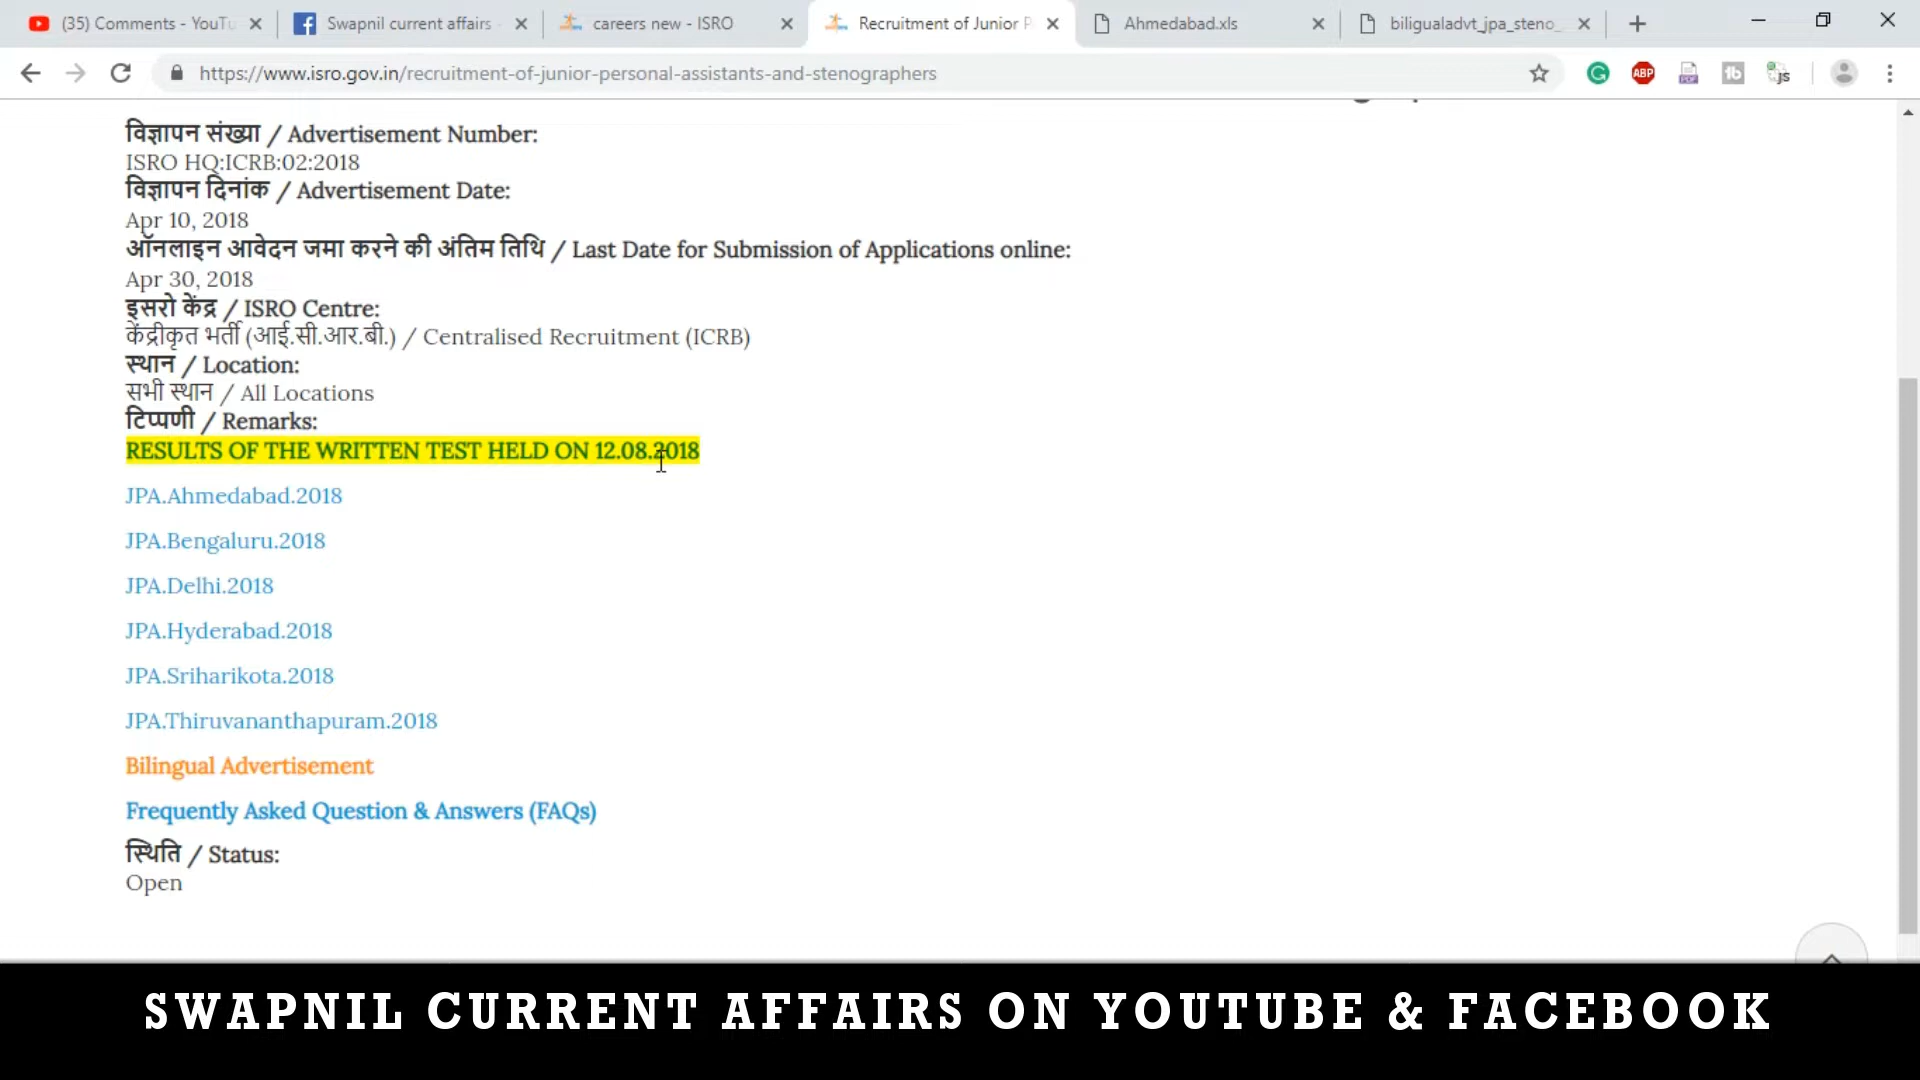 (35) Comments - YouTu
Swapnil current affairs -
careers new - ISRO
Recruitment of Junior P
Ahmedabad.xls
biligualadvt_jpa_steno_
https://www.isro.gov.in/recruitment-of-junior-personal-assistants-and-stenographers
विज्ञापन संख्या / Advertisement Number:
ISRO HQ:ICRB:02:2018
विज्ञापन दिनांक / Advertisement Date:
Apr 10, 2018
ऑनलाइन आवेदन जमा करने की अंतिम तिथि / Last Date for Submission of Applications online:
Apr 30, 2018
इसरो केंद्र / ISRO Centre:
केंद्रीकृत भर्ती (आई.सी.आर.बी.) / Centralised Recruitment (ICRB)
स्थान / Location:
सभी स्थान / All Locations
टिप्पणी / Remarks:
RESULTS OF THE WRITTEN TEST HELD ON 12.08.2018
JPA.Ahmedabad.2018
JPA.Bengaluru.2018
JPA.Delhi.2018
JPA.Hyderabad.2018
JPA.Sriharikota.2018
JPA.Thiruvananthapuram.2018
Bilingual Advertisement
Frequently Asked Question & Answers (FAQs)
स्थिति / Status:
Open
SWAPNIL CURRENT AFFAIRS ON YOUTUBE & FACEBOOK